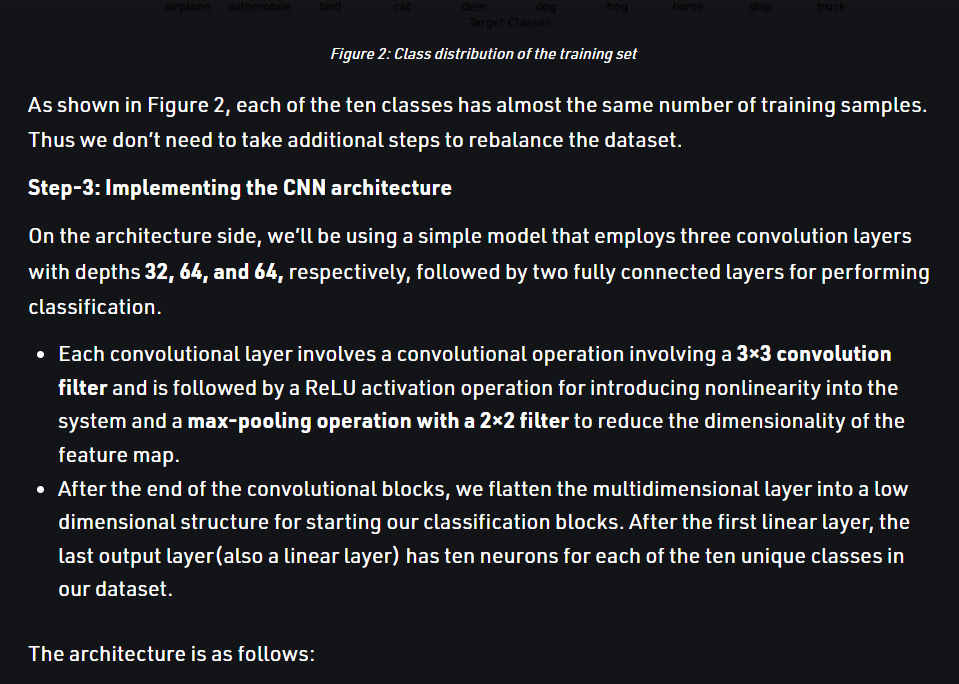 airplane automobile bird cat deer dog frog horse ship truck
Target Classes
Figure 2: Class distribution of the training set
As shown in Figure 2, each of the ten classes has almost the same number of training samples.
Thus we don’t need to take additional steps to rebalance the dataset.
Step-3: Implementing the CNN architecture
On the architecture side, we’ll be using a simple model that employs three convolution layers
with depths 32, 64, and 64, respectively, followed by two fully connected layers for performing
classification.
• Each convolutional layer involves a convolutional operation involving a 3×3 convolution
filter and is followed by a ReLU activation operation for introducing nonlinearity into the
system and a max-pooling operation with a 2×2 filter to reduce the dimensionality of the
feature map.
• After the end of the convolutional blocks, we flatten the multidimensional layer into a low
dimensional structure for starting our classification blocks. After the first linear layer, the
last output layer(also a linear layer) has ten neurons for each of the ten unique classes in
our dataset.
The architecture is as follows: